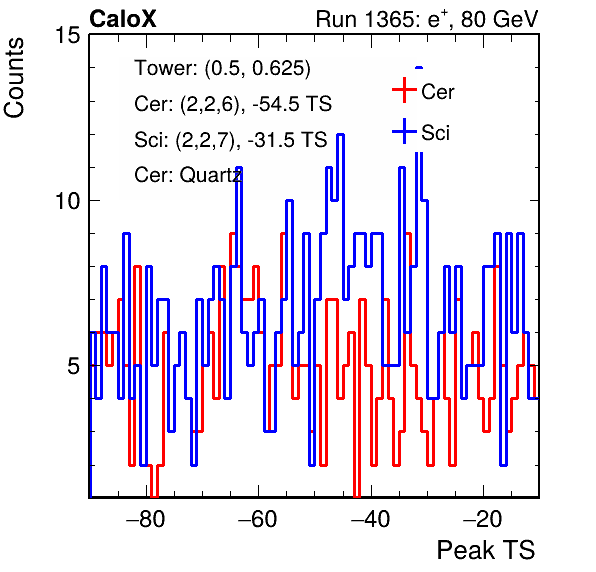 CaloX Run 1365: e+, 80 GeV
Counts
15
10
5
Tower: (0.5, 0.625)
Cer: (2,2,6), -54.5 TS
Sci: (2,2,7), -31.5 TS
Cer: Quartz
Cer
Sci
−80 −60 −40 −20
Peak TS